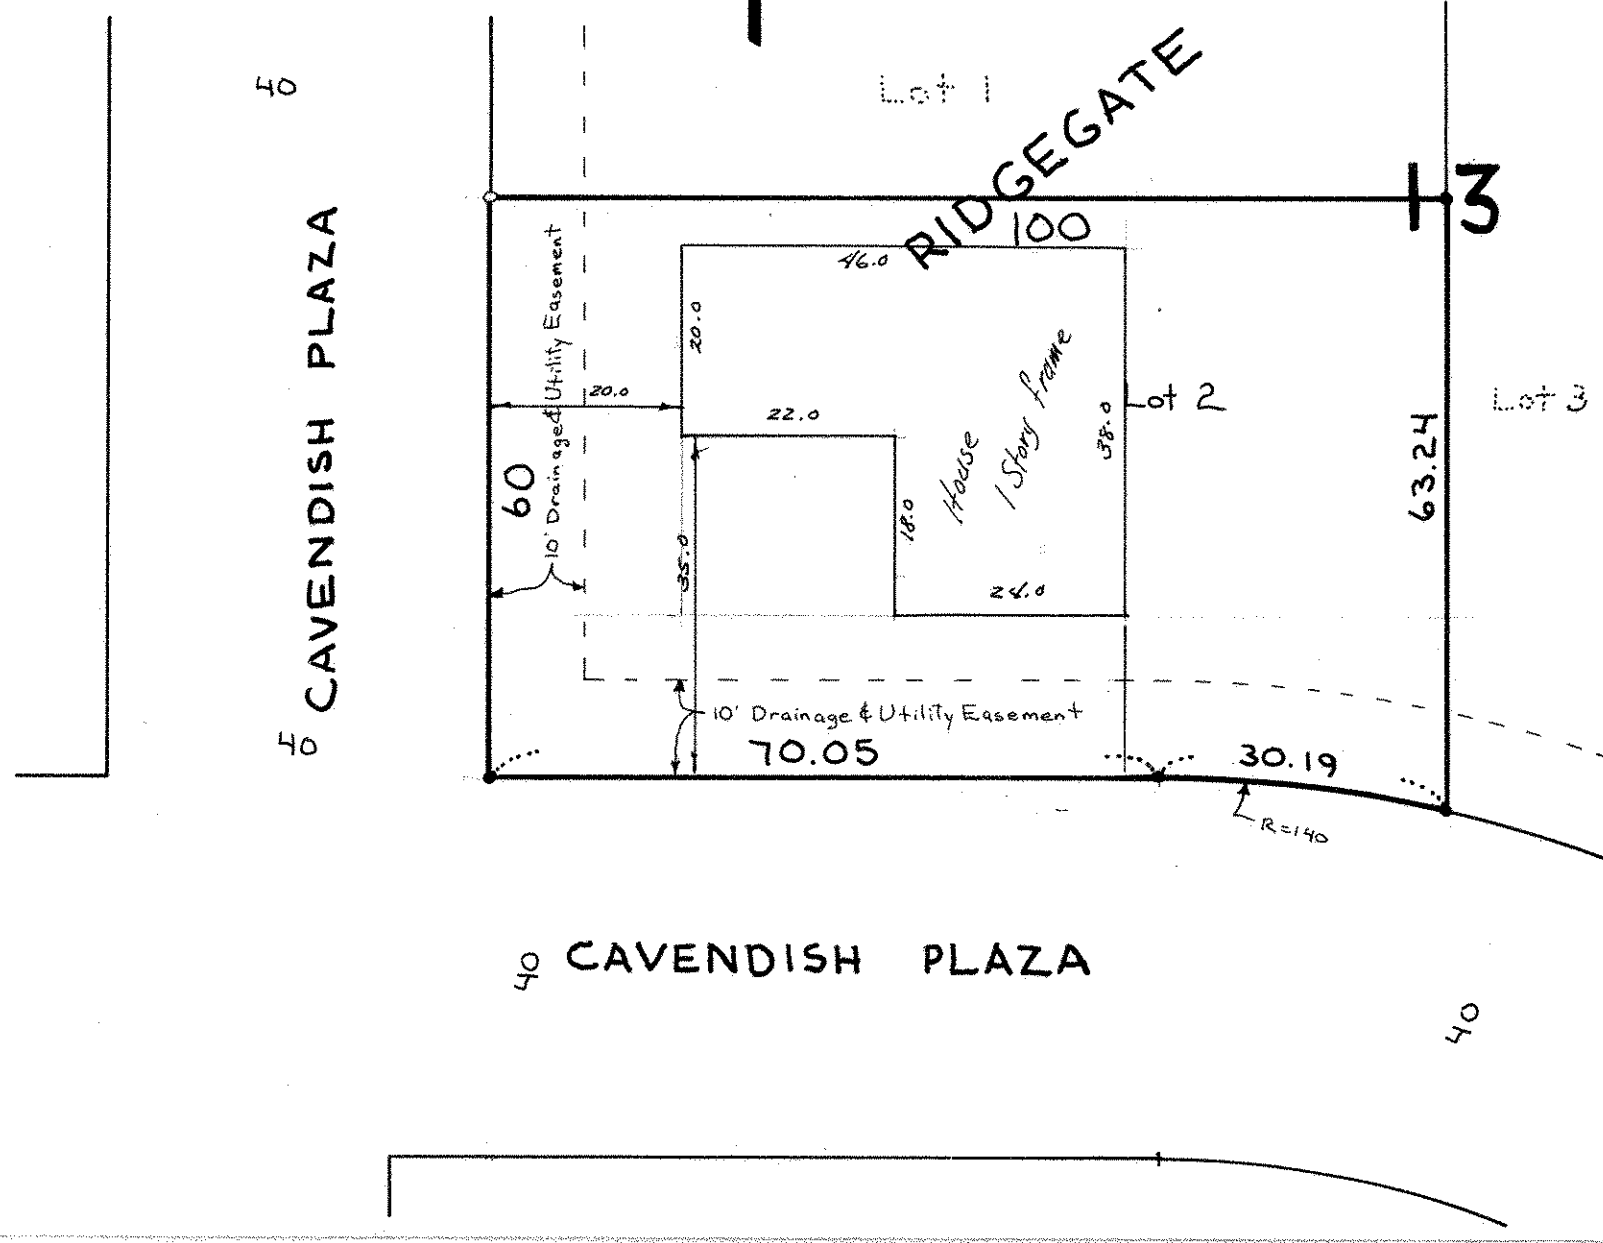 40
Lot 1
RIDGEGATE
13
100
CAVENDISH PLAZA
10' Drainage & Utility Easement
60
46.0
20.0
20.0
22.0
House
1 Story frame
38.0
Lot 2
63.24
Lot 3
18.0
35.0
24.0
10' Drainage & Utility Easement
70.05
30.19
R=140
40
40
CAVENDISH PLAZA
40